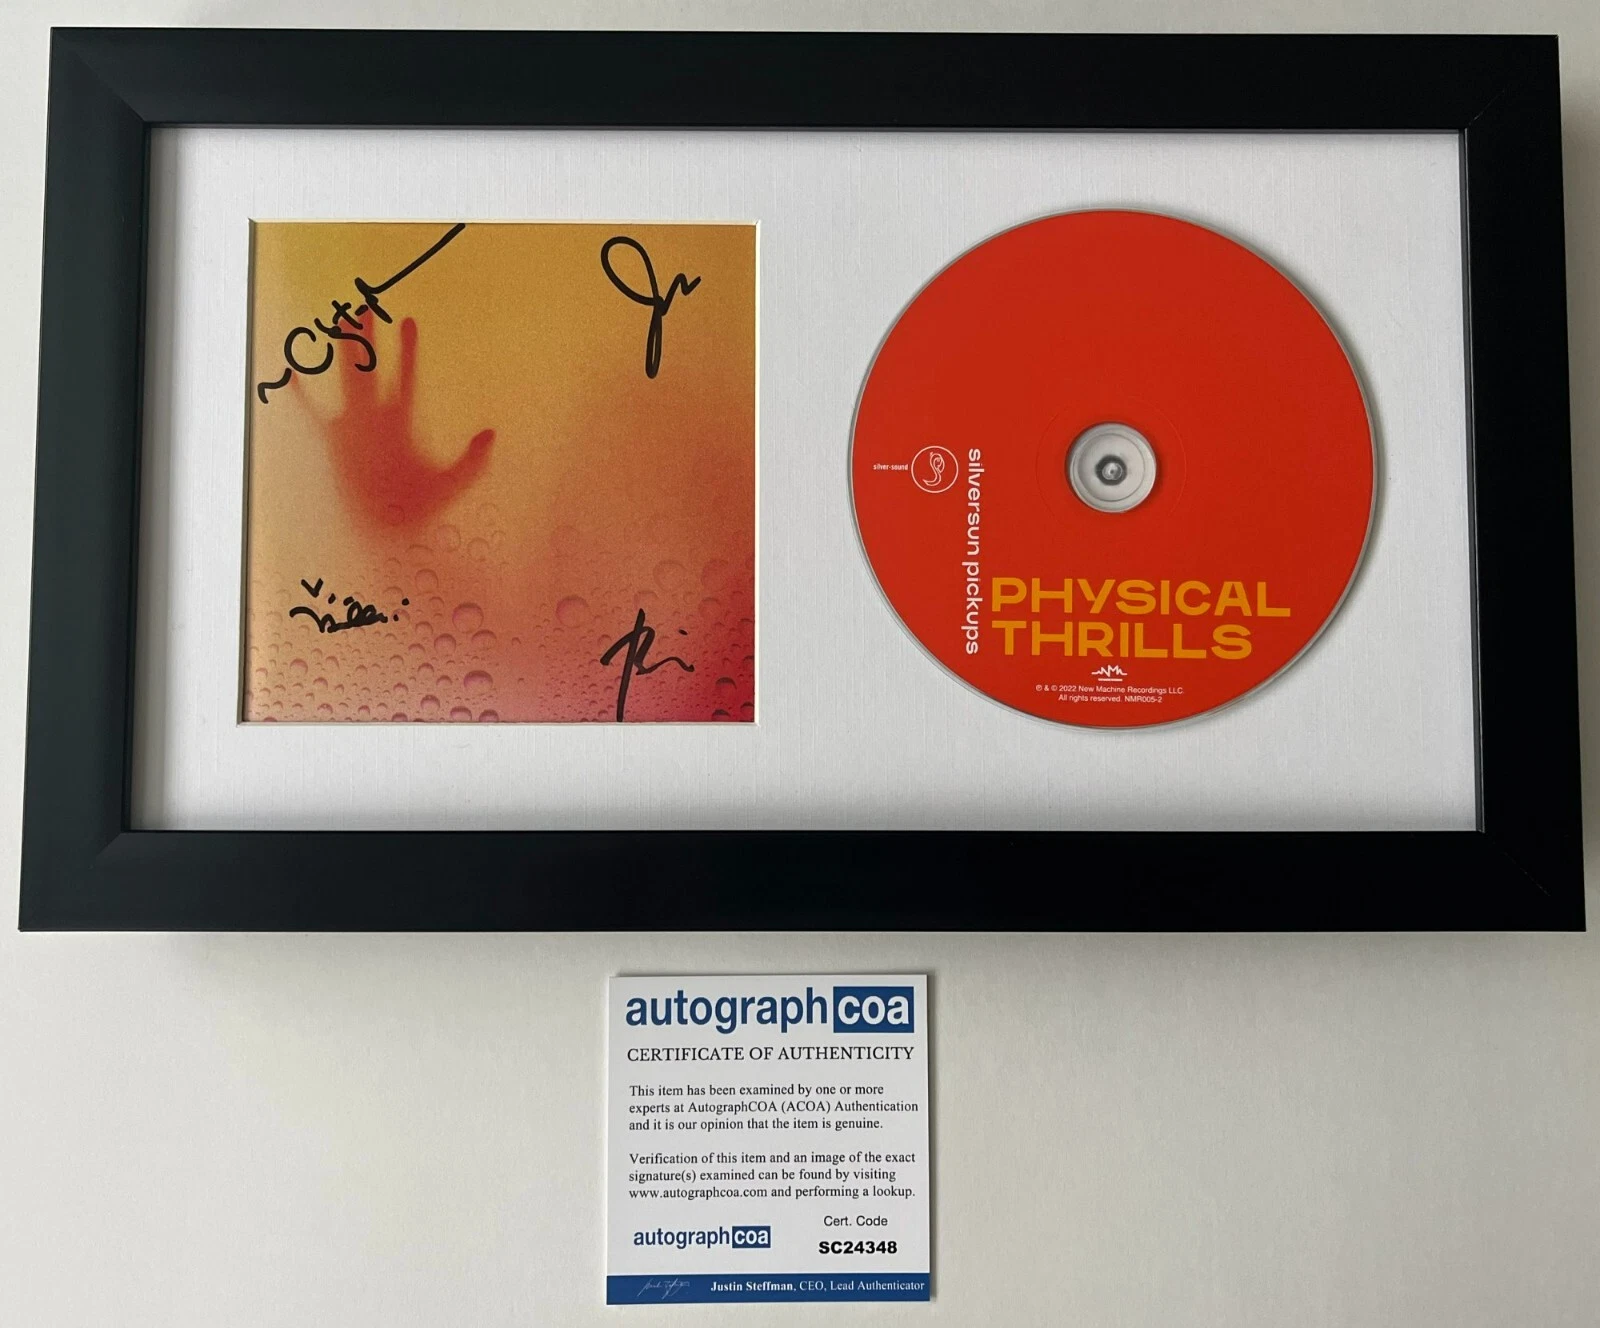 silver-sound
silversun pickups
PHYSICAL
THRILLS
℗ & © 2022 New Machine Recordings LLC.
All rights reserved. NMR005-2
autographcoa
CERTIFICATE OF AUTHENTICITY
This item has been examined by one or more
experts at AutographCOA (ACOA) Authentication
and it is our opinion that the item is genuine.
Verification of this item and an image of the exact
signature(s) examined can be found by visiting
www.autographcoa.com and performing a lookup.
autographcoa
Cert. Code
SC24348
Justin Steffman, CEO, Lead Authenticator